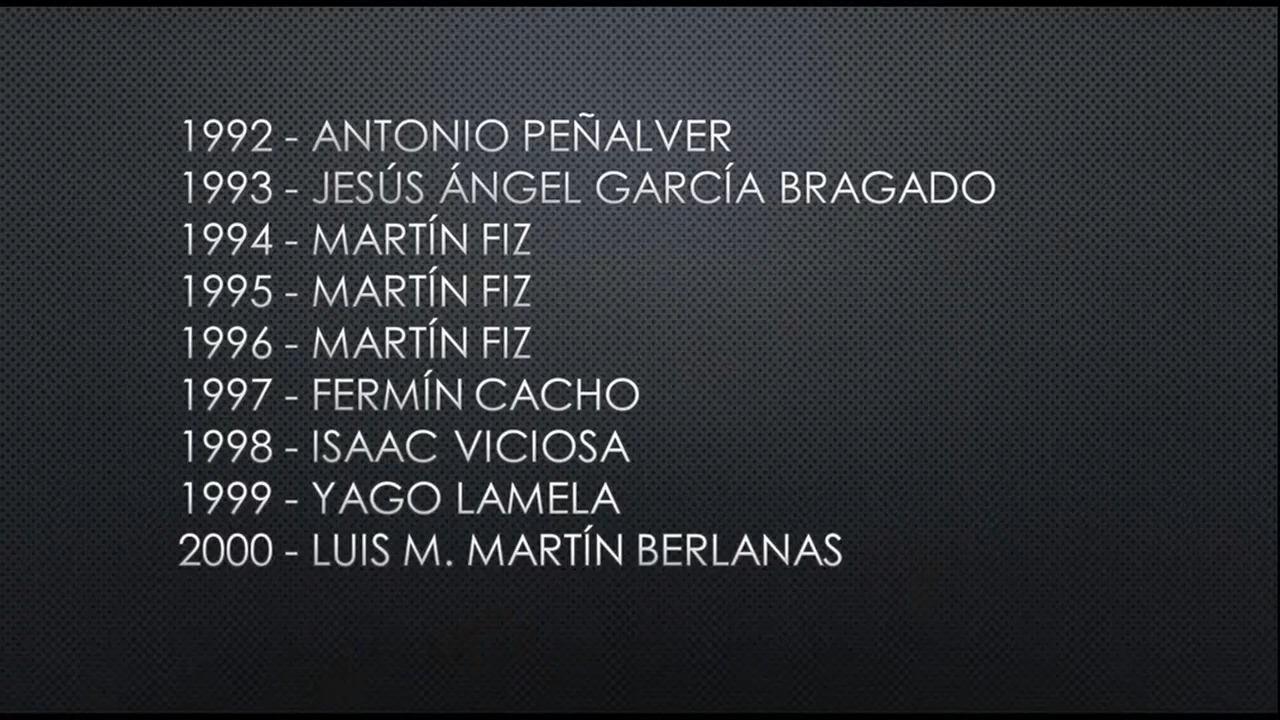 1992 - ANTONIO PEÑALVER
1993 - JESÚS ÁNGEL GARCÍA BRAGADO
1994 - MARTÍN FIZ
1995 - MARTÍN FIZ
1996 - MARTÍN FIZ
1997 - FERMÍN CACHO
1998 - ISAAC VICIOSA
1999 - YAGO LAMELA
2000 - LUIS M. MARTÍN BERLANAS